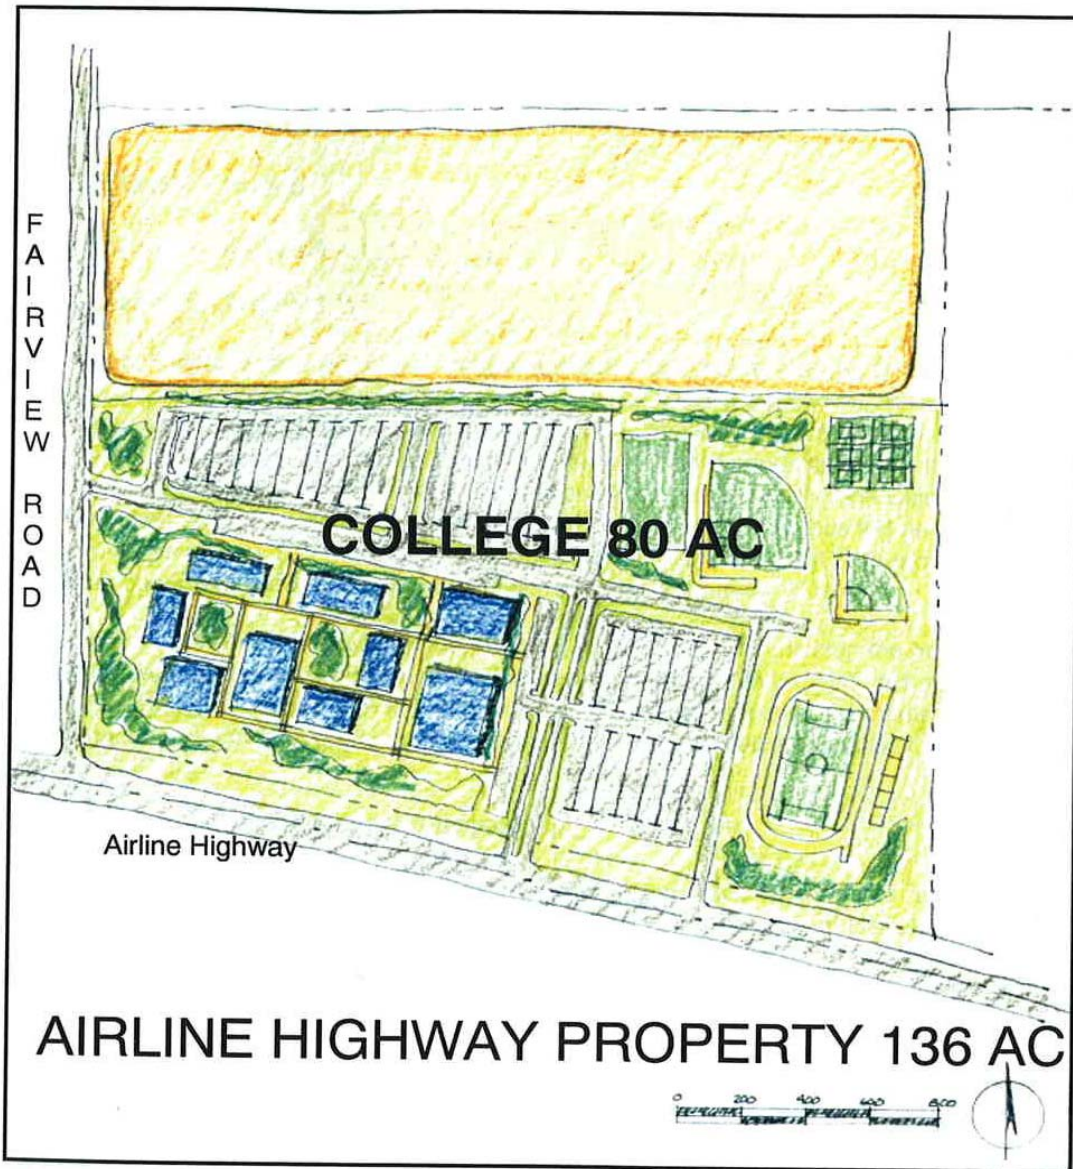 FAIRVIEW ROAD
COLLEGE 80 AC
Airline Highway
AIRLINE HIGHWAY PROPERTY 136 AC
0 200 400 600 800